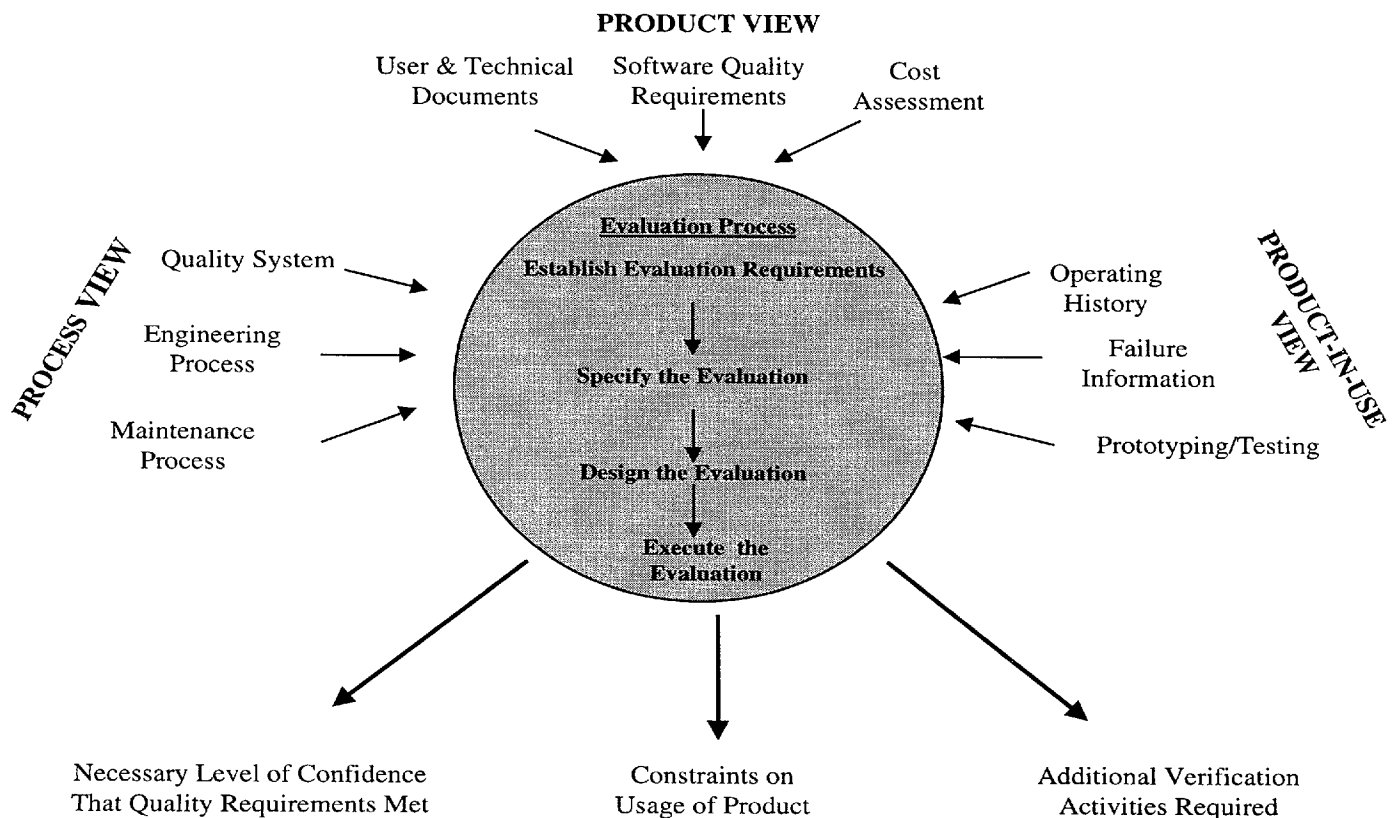 PRODUCT VIEW
User & Technical
Documents
Software Quality
Requirements
Cost
Assessment
PROCESS VIEW
Quality System
Engineering
Process
Maintenance
Process
Evaluation Process
Establish Evaluation Requirements
Specify the Evaluation
Design the Evaluation
Execute the
Evaluation
PRODUCT-IN-USE
VIEW
Operating
History
Failure
Information
Prototyping/Testing
Necessary Level of Confidence
That Quality Requirements Met
Constraints on
Usage of Product
Additional Verification
Activities Required